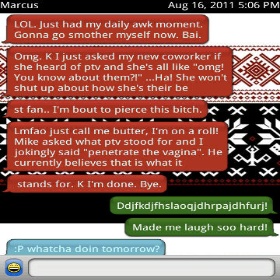 Marcus Aug 16, 2011 5:06 PM
LOL. Just had my daily awk moment.
Gonna go smother myself now. Bai.
Omg. K I just asked my new coworker if
She heard of ptv and she's all like "omg!
You know about them?!" ...Ha! She won't
shut up about how she's their be
st fan.. I'm bout to pierce this bitch.
Lmfao just call me butter, I'm on a roll!
Mike asked what ptv stood for and I
jokingly said "penetrate the vagina". He
currently believes that is what it
stands for. K I'm done. Bye.
Ddjfkdjfhslaoqjdhrpajdhfurj!
Made me laugh soo hard!
:P whatcha doin tomorrow?